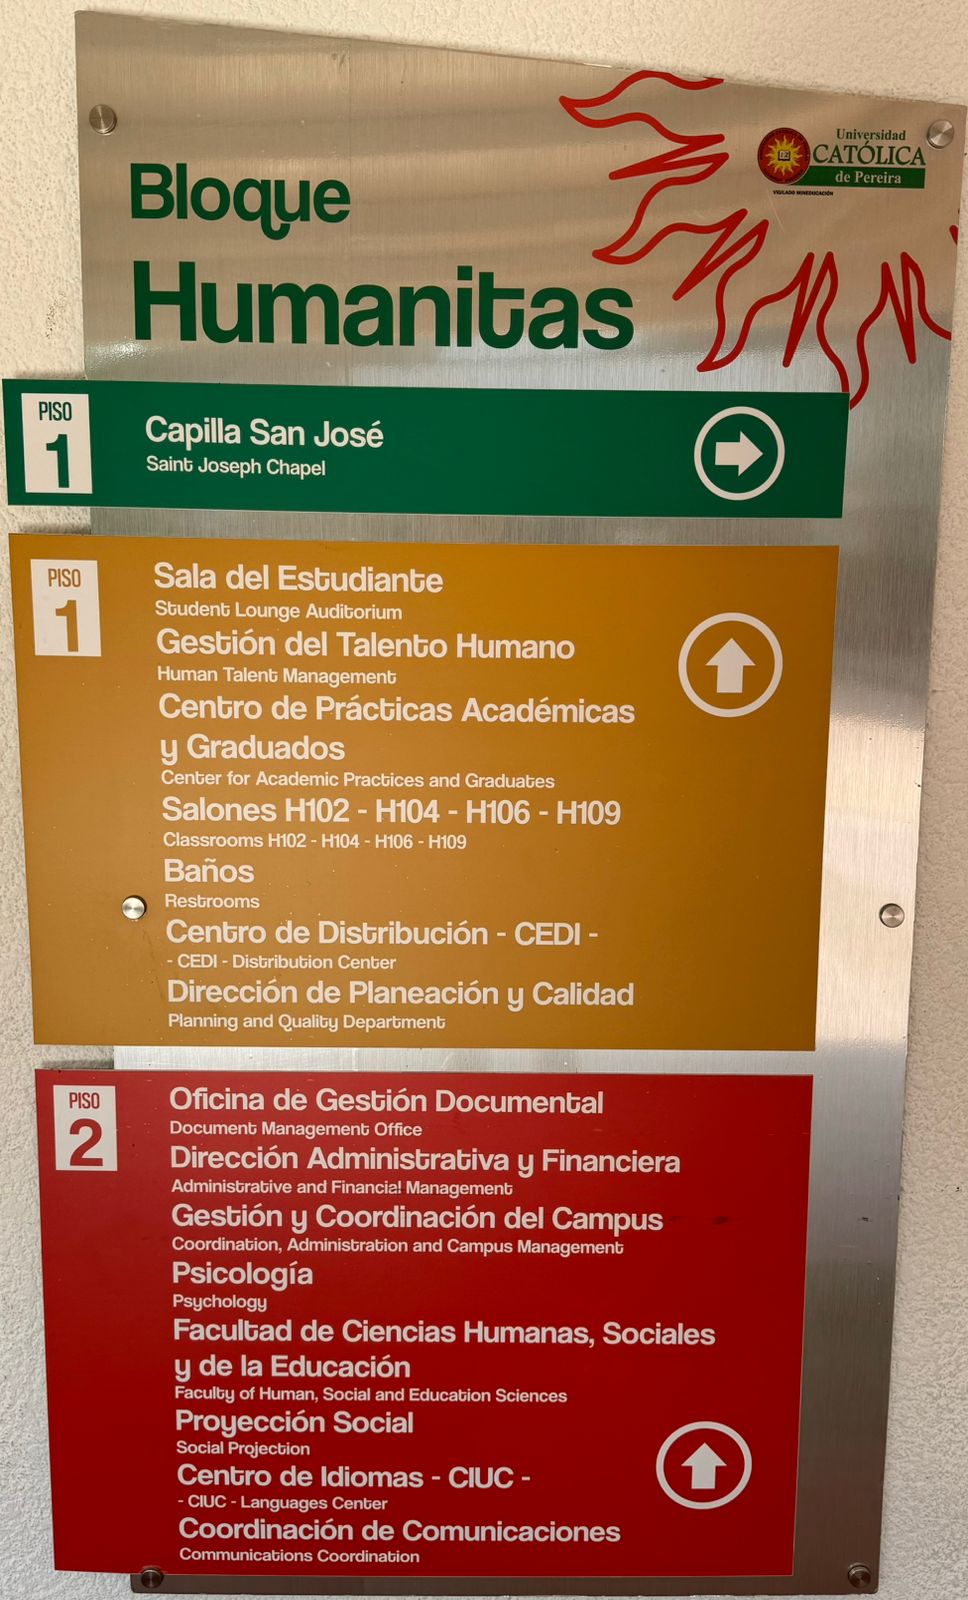 Universidad
CATÓLICA
de Pereira
VIGILADO MINEDUCACIÓN
Bloque
Humanitas
PISO
1
Capilla San José
Saint Joseph Chapel
PISO
1
Sala del Estudiante
Student Lounge Auditorium
Gestión del Talento Humano
Human Talent Management
Centro de Prácticas Académicas
y Graduados
Center for Academic Practices and Graduates
Salones H102 - H104 - H106 - H109
Classrooms H102 - H104 - H106 - H109
Baños
Restrooms
Centro de Distribución - CEDI -
- CEDI - Distribution Center
Dirección de Planeación y Calidad
Planning and Quality Department
PISO
2
Oficina de Gestión Documental
Document Management Office
Dirección Administrativa y Financiera
Administrative and Financial Management
Gestión y Coordinación del Campus
Coordination, Administration and Campus Management
Psicología
Psychology
Facultad de Ciencias Humanas, Sociales
y de la Educación
Faculty of Human, Social and Education Sciences
Proyección Social
Social Projection
Centro de Idiomas - CIUC -
- CIUC - Languages Center
Coordinación de Comunicaciones
Communications Coordination